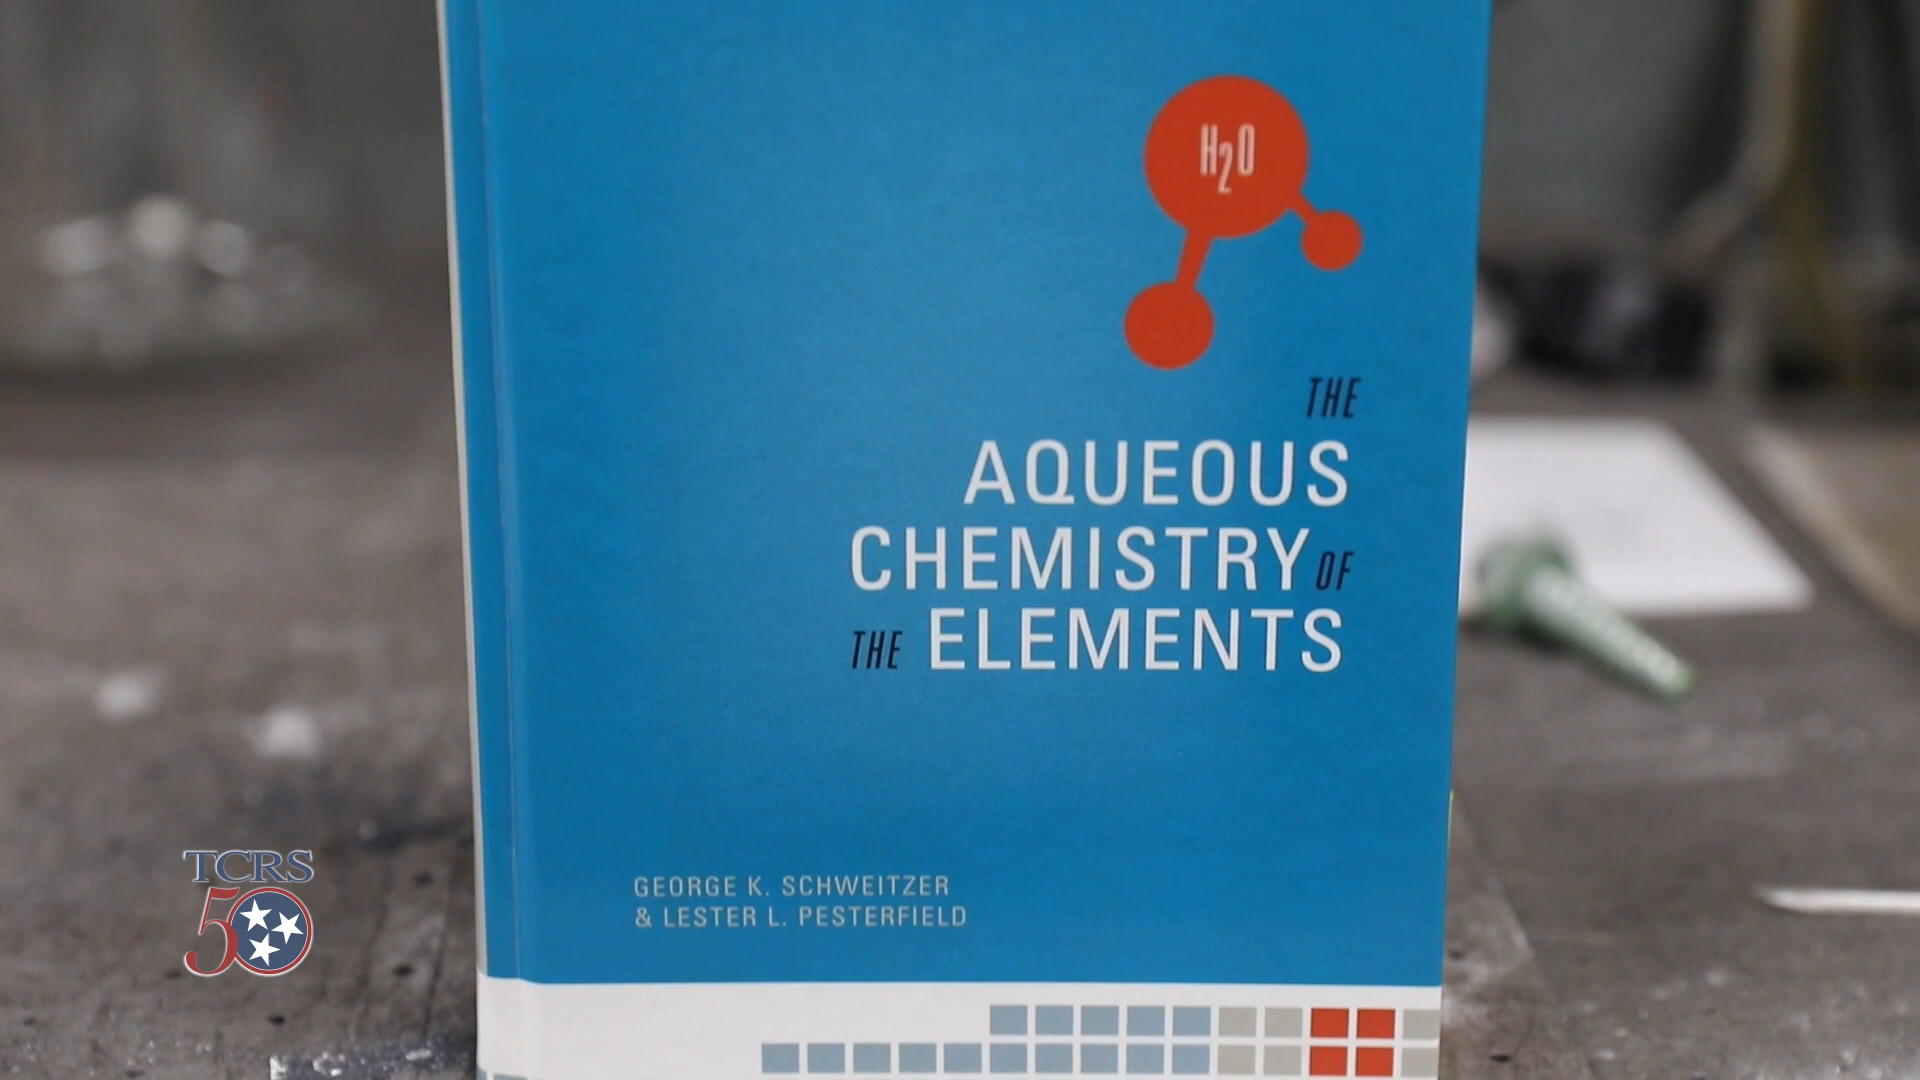 H2O
THE
AQUEOUS
CHEMISTRY OF
THE ELEMENTS
GEORGE K. SCHWEITZER
& LESTER L. PESTERFIELD
TCRS
50